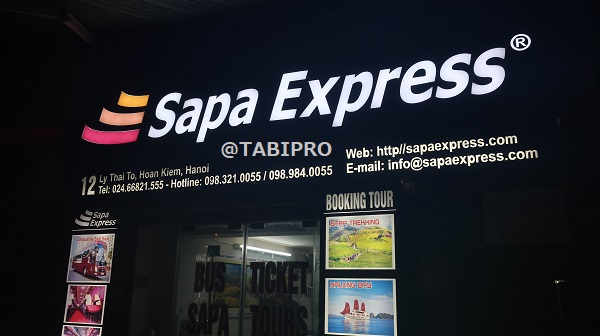 Sapa Express®
@TABIPRO
12 Ly Thai To, Hoan Kiem, Hanoi
Tel: 024.66821.555 - Hotline: 098.321.0055 / 098.984.0055
Web: http//sapaexpress.com
E-mail: info@sapaexpress.com
Sapa
Express
BOOKING TOUR
TREKKING
BUS TICKET
SAPA TOURS